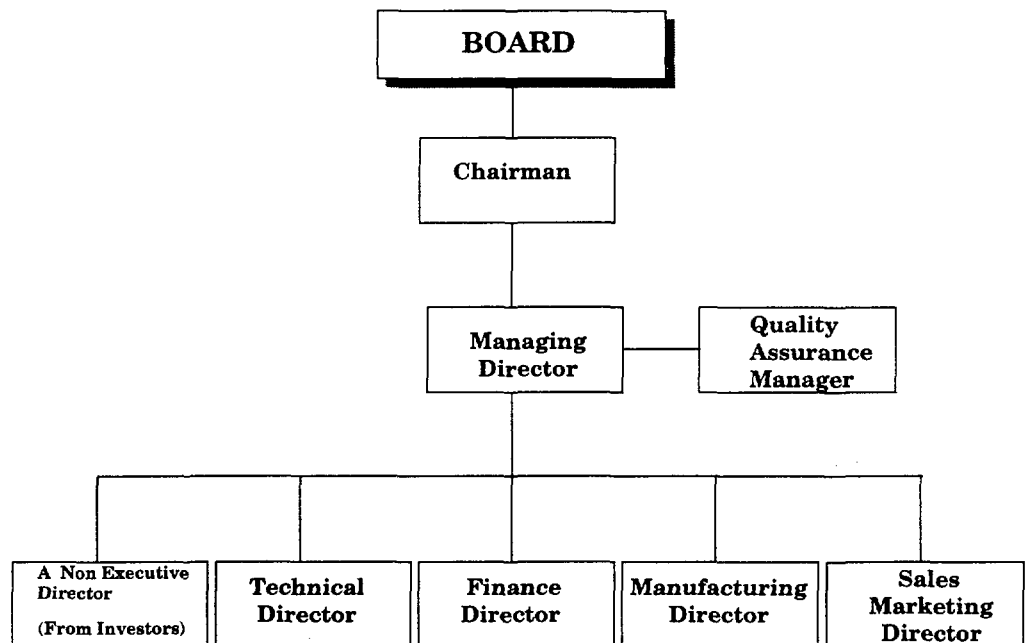 BOARD
Chairman
Managing
Director
Quality
Assurance
Manager
A Non Executive
Director
(From Investors)
Technical
Director
Finance
Director
Manufacturing
Director
Sales
Marketing
Director